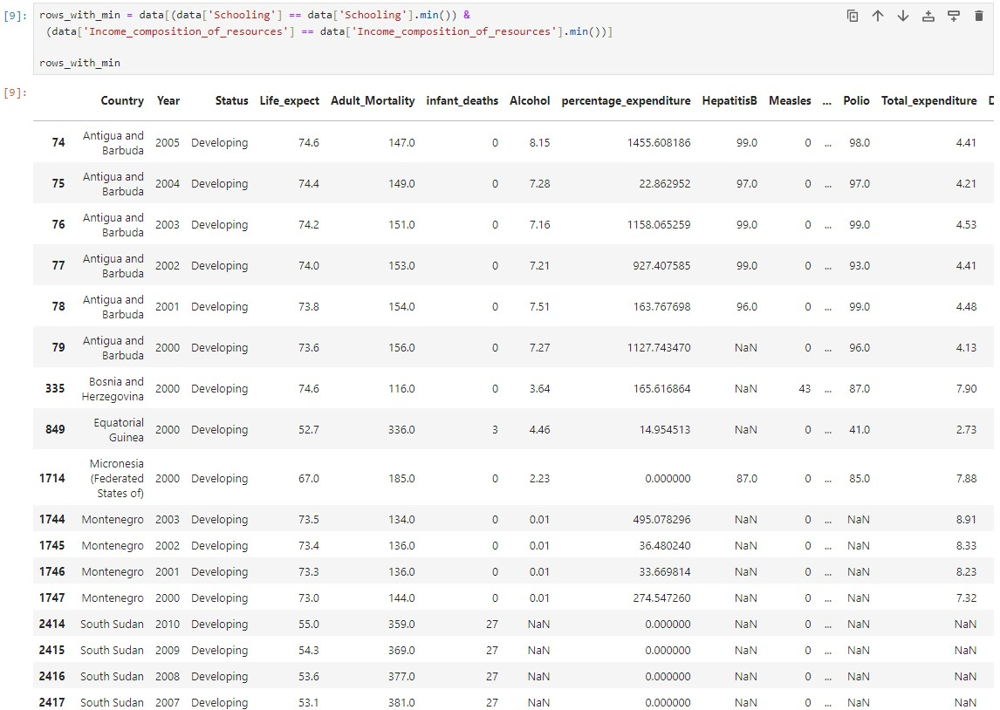 [9]: rows_with_min = data[(data['Schooling'] == data['Schooling'].min()) &
(data['Income_composition_of_resources'] == data['Income_composition_of_resources'].min())]
rows_with_min
[9]:
Country Year Status Life_expect Adult_Mortality infant_deaths Alcohol percentage_expenditure HepatitisB Measles ... Polio Total_expenditure D
74 Antigua and Barbuda 2005 Developing 74.6 147.0 0 8.15 1455.608186 99.0 0 ... 98.0 4.41
75 Antigua and Barbuda 2004 Developing 74.4 149.0 0 7.28 22.862952 97.0 0 ... 97.0 4.21
76 Antigua and Barbuda 2003 Developing 74.2 151.0 0 7.16 1158.065259 99.0 0 ... 99.0 4.53
77 Antigua and Barbuda 2002 Developing 74.0 153.0 0 7.21 927.407585 99.0 0 ... 93.0 4.41
78 Antigua and Barbuda 2001 Developing 73.8 154.0 0 7.51 163.767698 96.0 0 ... 99.0 4.48
79 Antigua and Barbuda 2000 Developing 73.6 156.0 0 7.27 1127.743470 NaN 0 ... 96.0 4.13
335 Bosnia and Herzegovina 2000 Developing 74.6 116.0 0 3.64 165.616864 NaN 43 ... 87.0 7.90
849 Equatorial Guinea 2000 Developing 52.7 336.0 3 4.46 14.954513 NaN 0 ... 41.0 2.73
1714 Micronesia (Federated States of) 2000 Developing 67.0 185.0 0 2.23 0.000000 87.0 0 ... 85.0 7.88
1744 Montenegro 2003 Developing 73.5 134.0 0 0.01 495.078296 NaN 0 ... NaN 8.91
1745 Montenegro 2002 Developing 73.4 136.0 0 0.01 36.480240 NaN 0 ... NaN 8.33
1746 Montenegro 2001 Developing 73.3 136.0 0 0.01 33.669814 NaN 0 ... NaN 8.23
1747 Montenegro 2000 Developing 73.0 144.0 0 0.01 274.547260 NaN 0 ... NaN 7.32
2414 South Sudan 2010 Developing 55.0 359.0 27 NaN 0.000000 NaN 0 ... NaN NaN
2415 South Sudan 2009 Developing 54.3 369.0 27 NaN 0.000000 NaN 0 ... NaN NaN
2416 South Sudan 2008 Developing 53.6 377.0 27 NaN 0.000000 NaN 0 ... NaN NaN
2417 South Sudan 2007 Developing 53.1 381.0 27 NaN 0.000000 NaN 0 ... NaN NaN